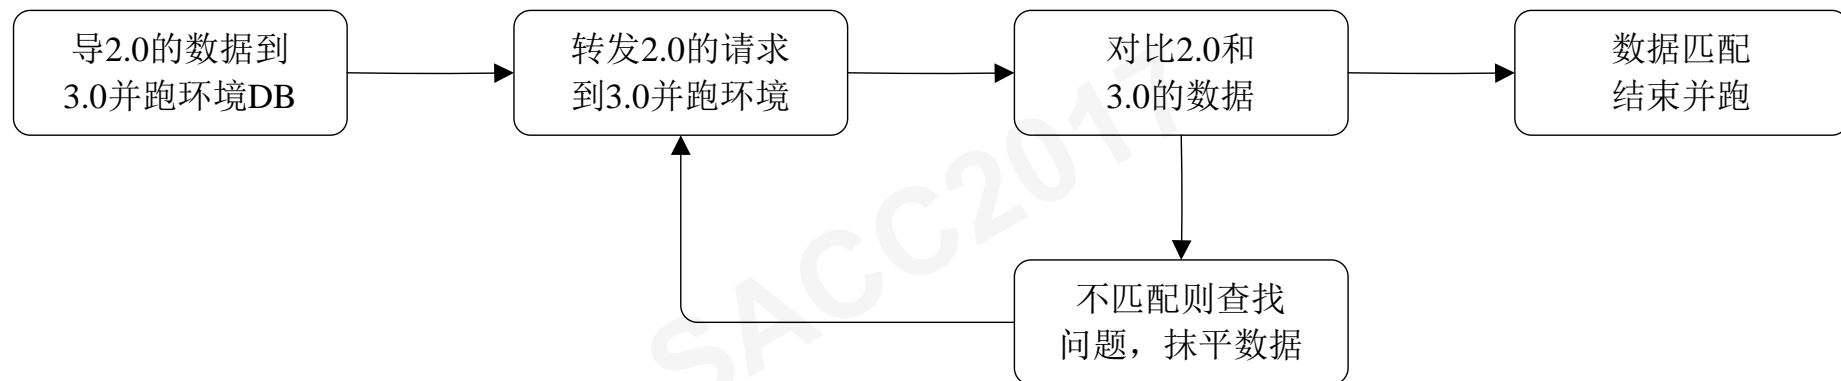 导2.0的数据到
3.0并跑环境DB
转发2.0的请求
到3.0并跑环境
对比2.0和
3.0的数据
数据匹配
结束并跑
不匹配则查找
问题，抹平数据
SACC2017